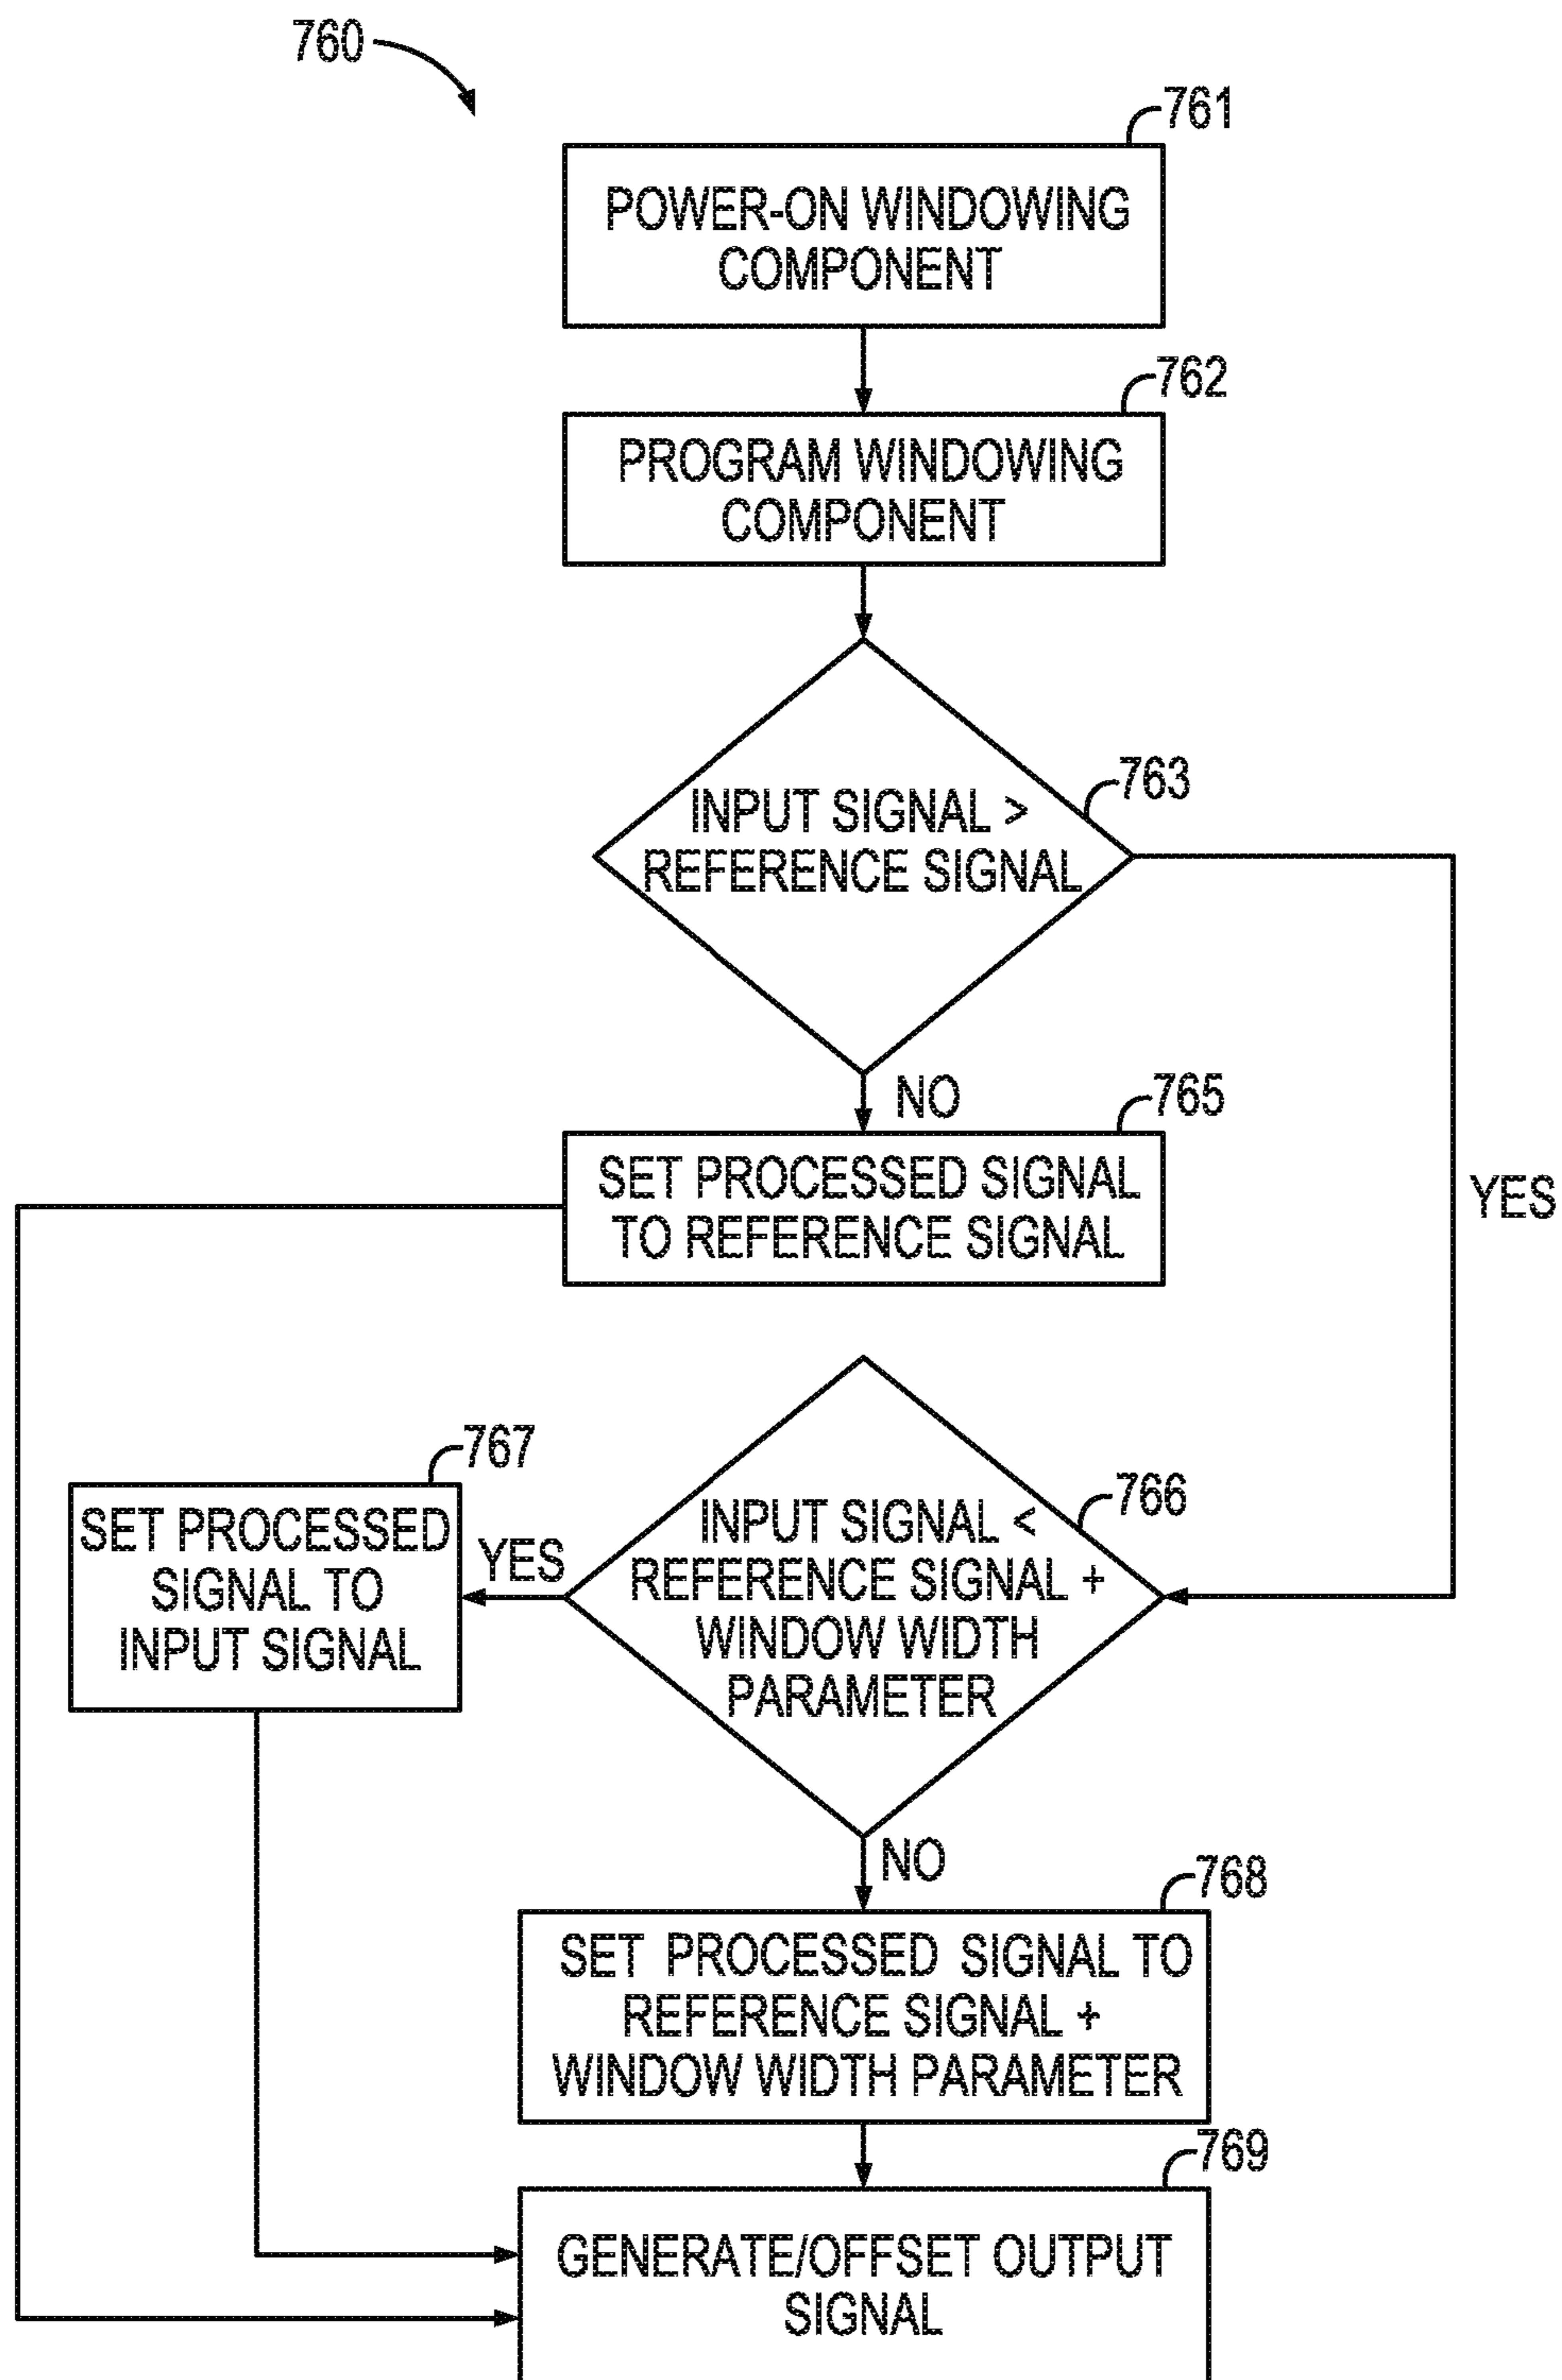 760
761
POWER-ON WINDOWING
COMPONENT
762
PROGRAM WINDOWING
COMPONENT
763
INPUT SIGNAL >
REFERENCE SIGNAL
NO
765
SET PROCESSED SIGNAL
TO REFERENCE SIGNAL
YES
767
SET PROCESSED
SIGNAL TO
INPUT SIGNAL
YES
766
INPUT SIGNAL <
REFERENCE SIGNAL +
WINDOW WIDTH
PARAMETER
NO
768
SET PROCESSED SIGNAL TO
REFERENCE SIGNAL +
WINDOW WIDTH PARAMETER
769
GENERATE/OFFSET OUTPUT
SIGNAL